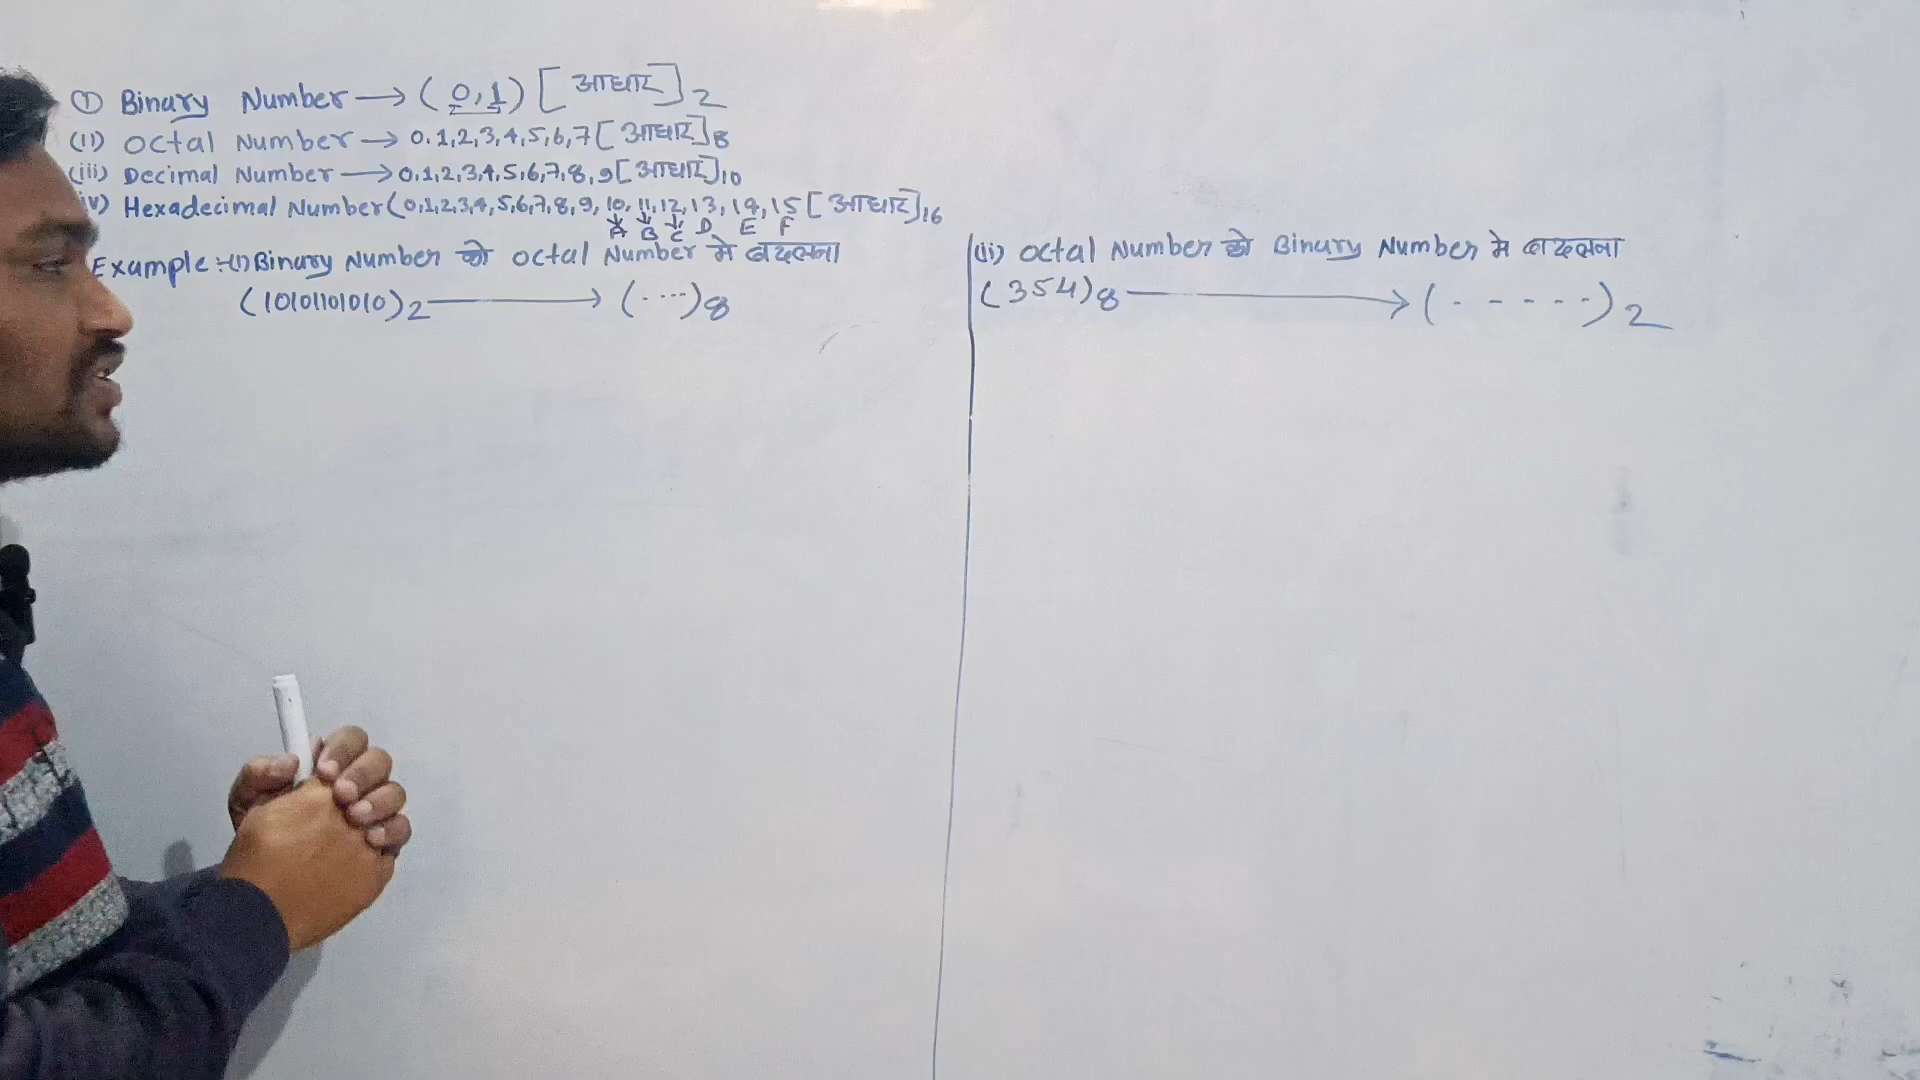 ① Binary Number → (0,1) [आधार]2
(ii) Octal Number → 0,1,2,3,4,5,6,7 [आधार]8
(iii) Decimal Number → 0,1,2,3,4,5,6,7,8,9 [आधार]10
iv) Hexadecimal Number (0,1,2,3,4,5,6,7,8,9, 10, 11, 12, 13, 14, 15 [आधार]16
A B C D E F
Example :- (i) Binary Number को octal Number मे बदलना
(10101101010)2 → (....)8
(ii) Octal Number को Binary Number मे बदलना
(354)8 → (- - - - - -)2